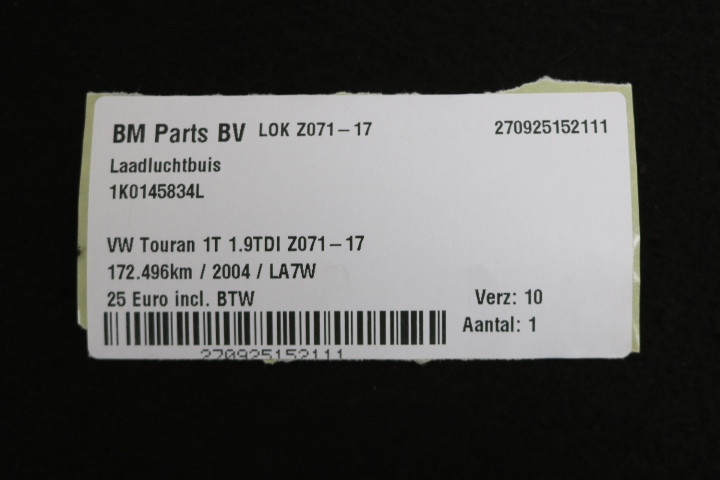 BM Parts BV LOK Z071-17 270925152111
Laadluchtbuis
1K0145834L
VW Touran 1T 1.9TDI Z071-17
172.496km / 2004 / LA7W
25 Euro incl. BTW Verz: 10
Aantal: 1
270925152111